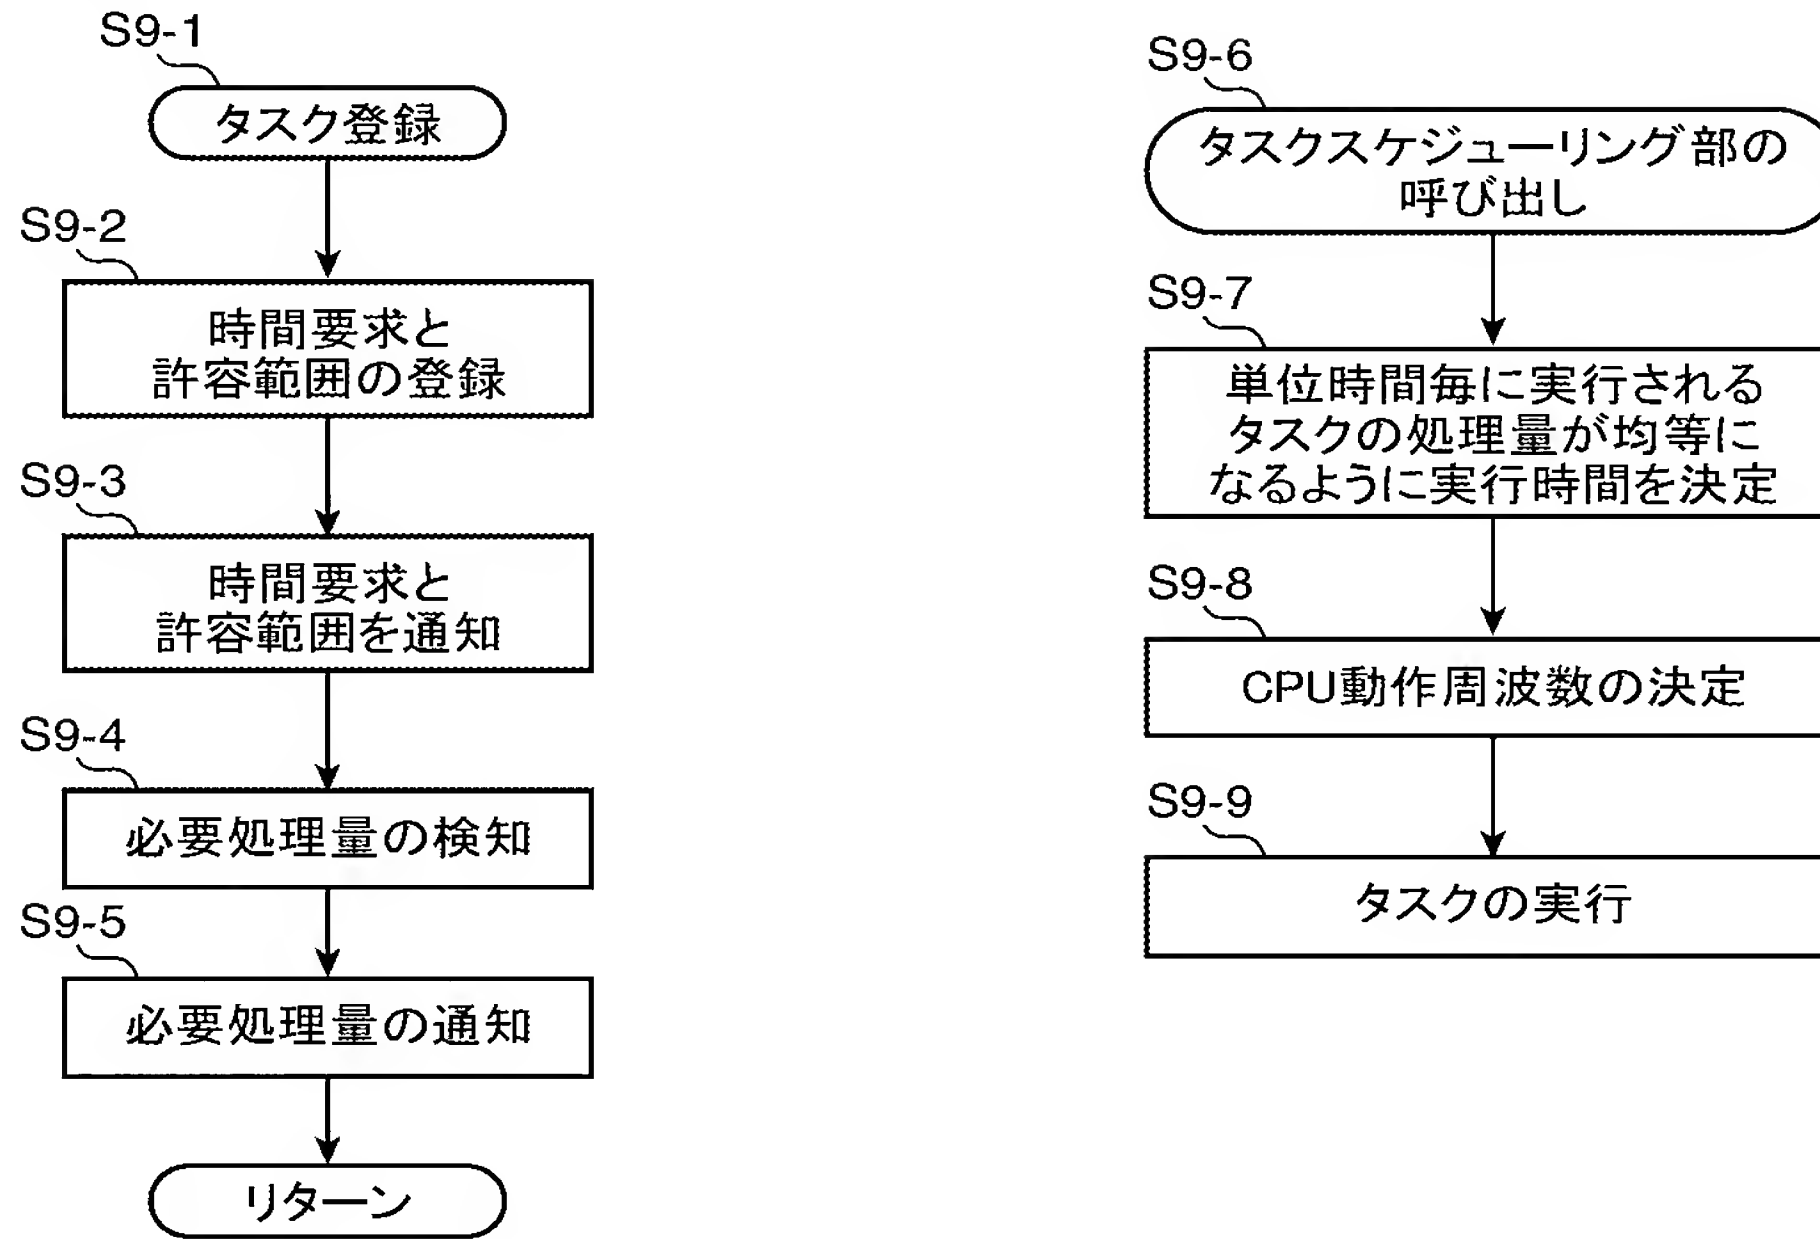 S9-1
タスク登録
S9-2
時間要求と
許容範囲の登録
S9-3
時間要求と
許容範囲を通知
S9-4
必要処理量の検知
S9-5
必要処理量の通知
リターン
S9-6
タスクスケジューリング部の
呼び出し
S9-7
単位時間毎に実行される
タスクの処理量が均等に
なるように実行時間を決定
S9-8
CPU動作周波数の決定
S9-9
タスクの実行